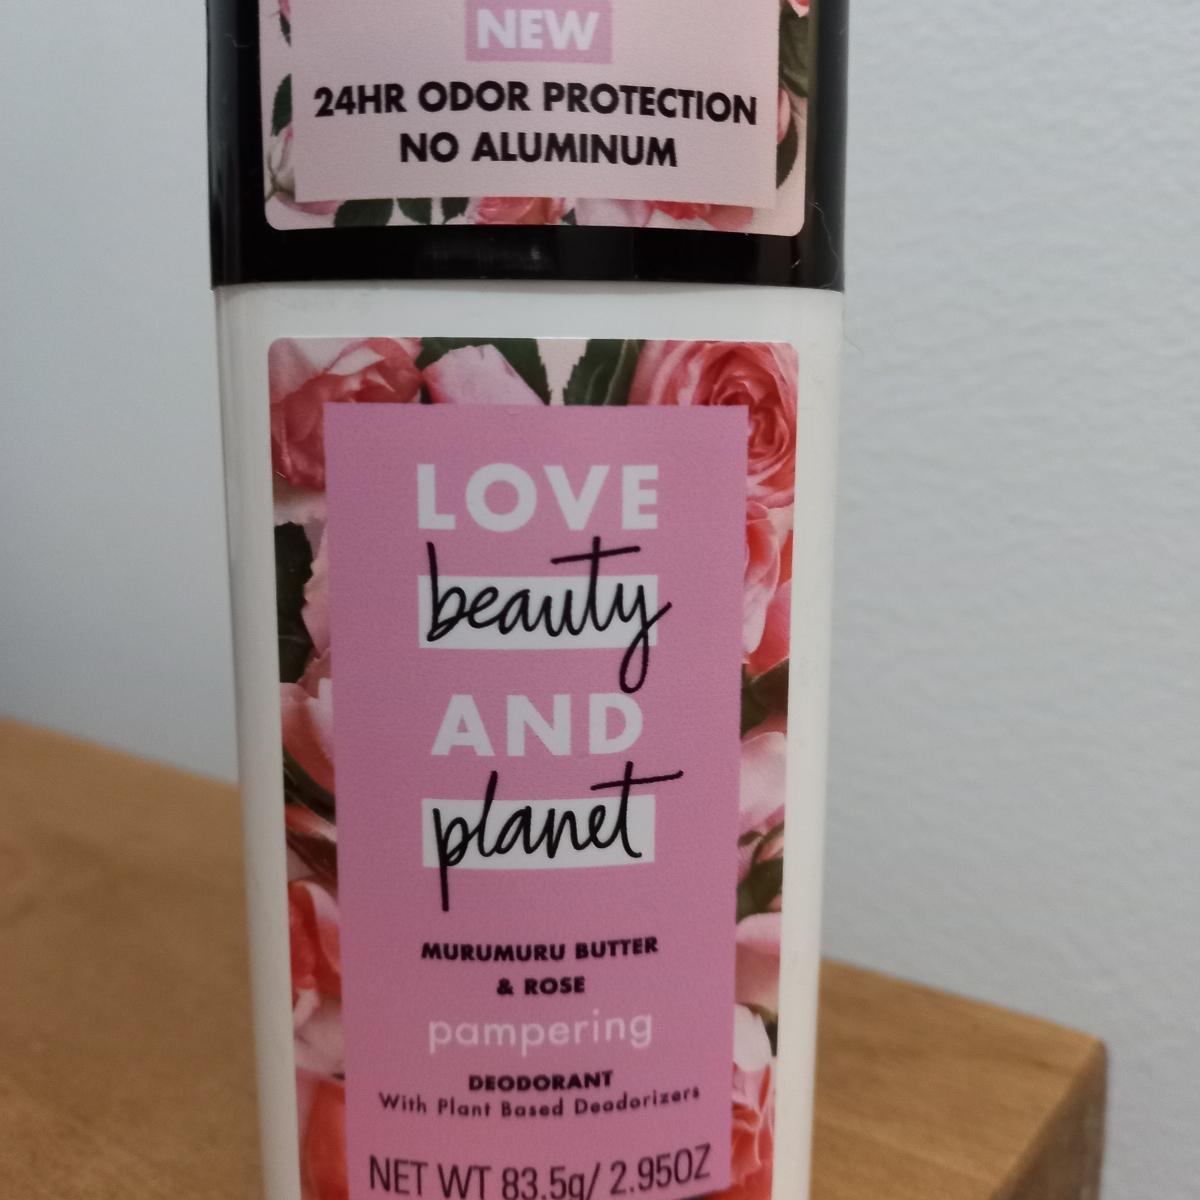 NEW
24HR ODOR PROTECTION
NO ALUMINUM
LOVE
beauty
AND
planet
MURUMURU BUTTER
& ROSE
pampering
DEODORANT
With Plant Based Deodorizers
NET WT 83.5g/ 2.95OZ